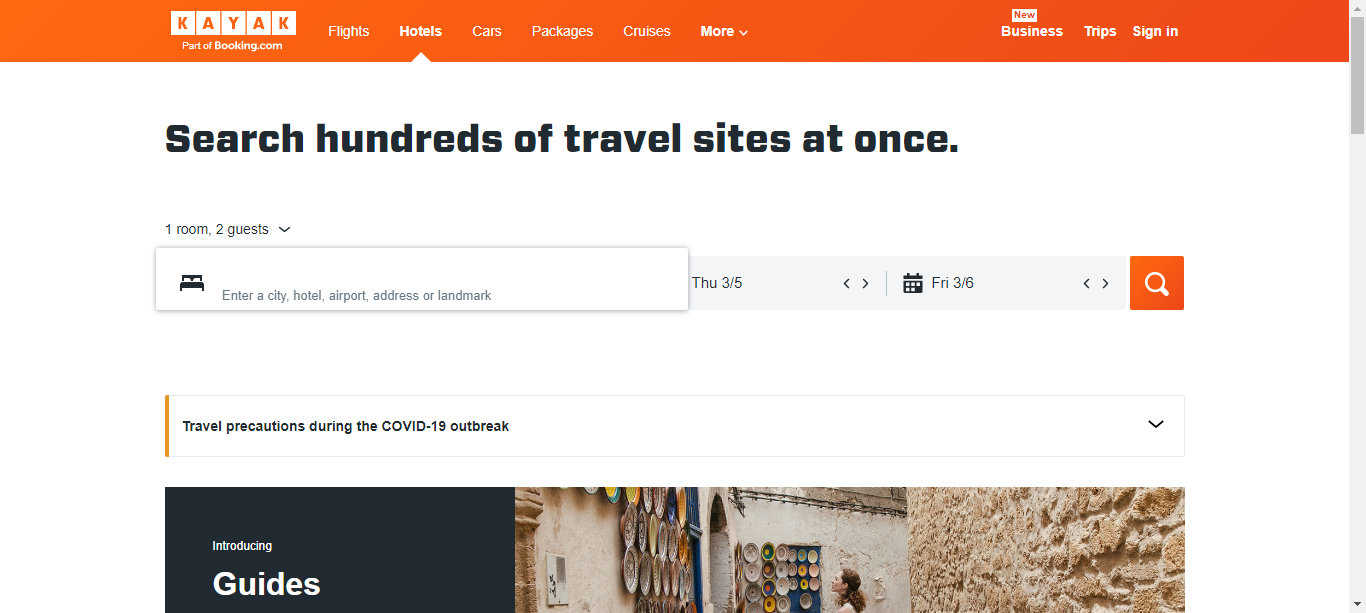 KAYAK
Part of Booking.com
Flights
Hotels
Cars
Packages
Cruises
More
New
Business
Trips
Sign in
Search hundreds of travel sites at once.
1 room, 2 guests
Enter a city, hotel, airport, address or landmark
Thu 3/5
Fri 3/6
Travel precautions during the COVID-19 outbreak
Introducing
Guides